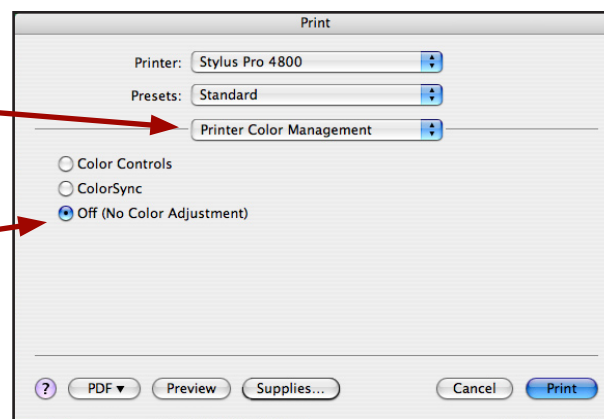 Print
Printer: Stylus Pro 4800
Presets: Standard
Printer Color Management
Color Controls
ColorSync
Off (No Color Adjustment)
? PDF▼ Preview Supplies... Cancel Print